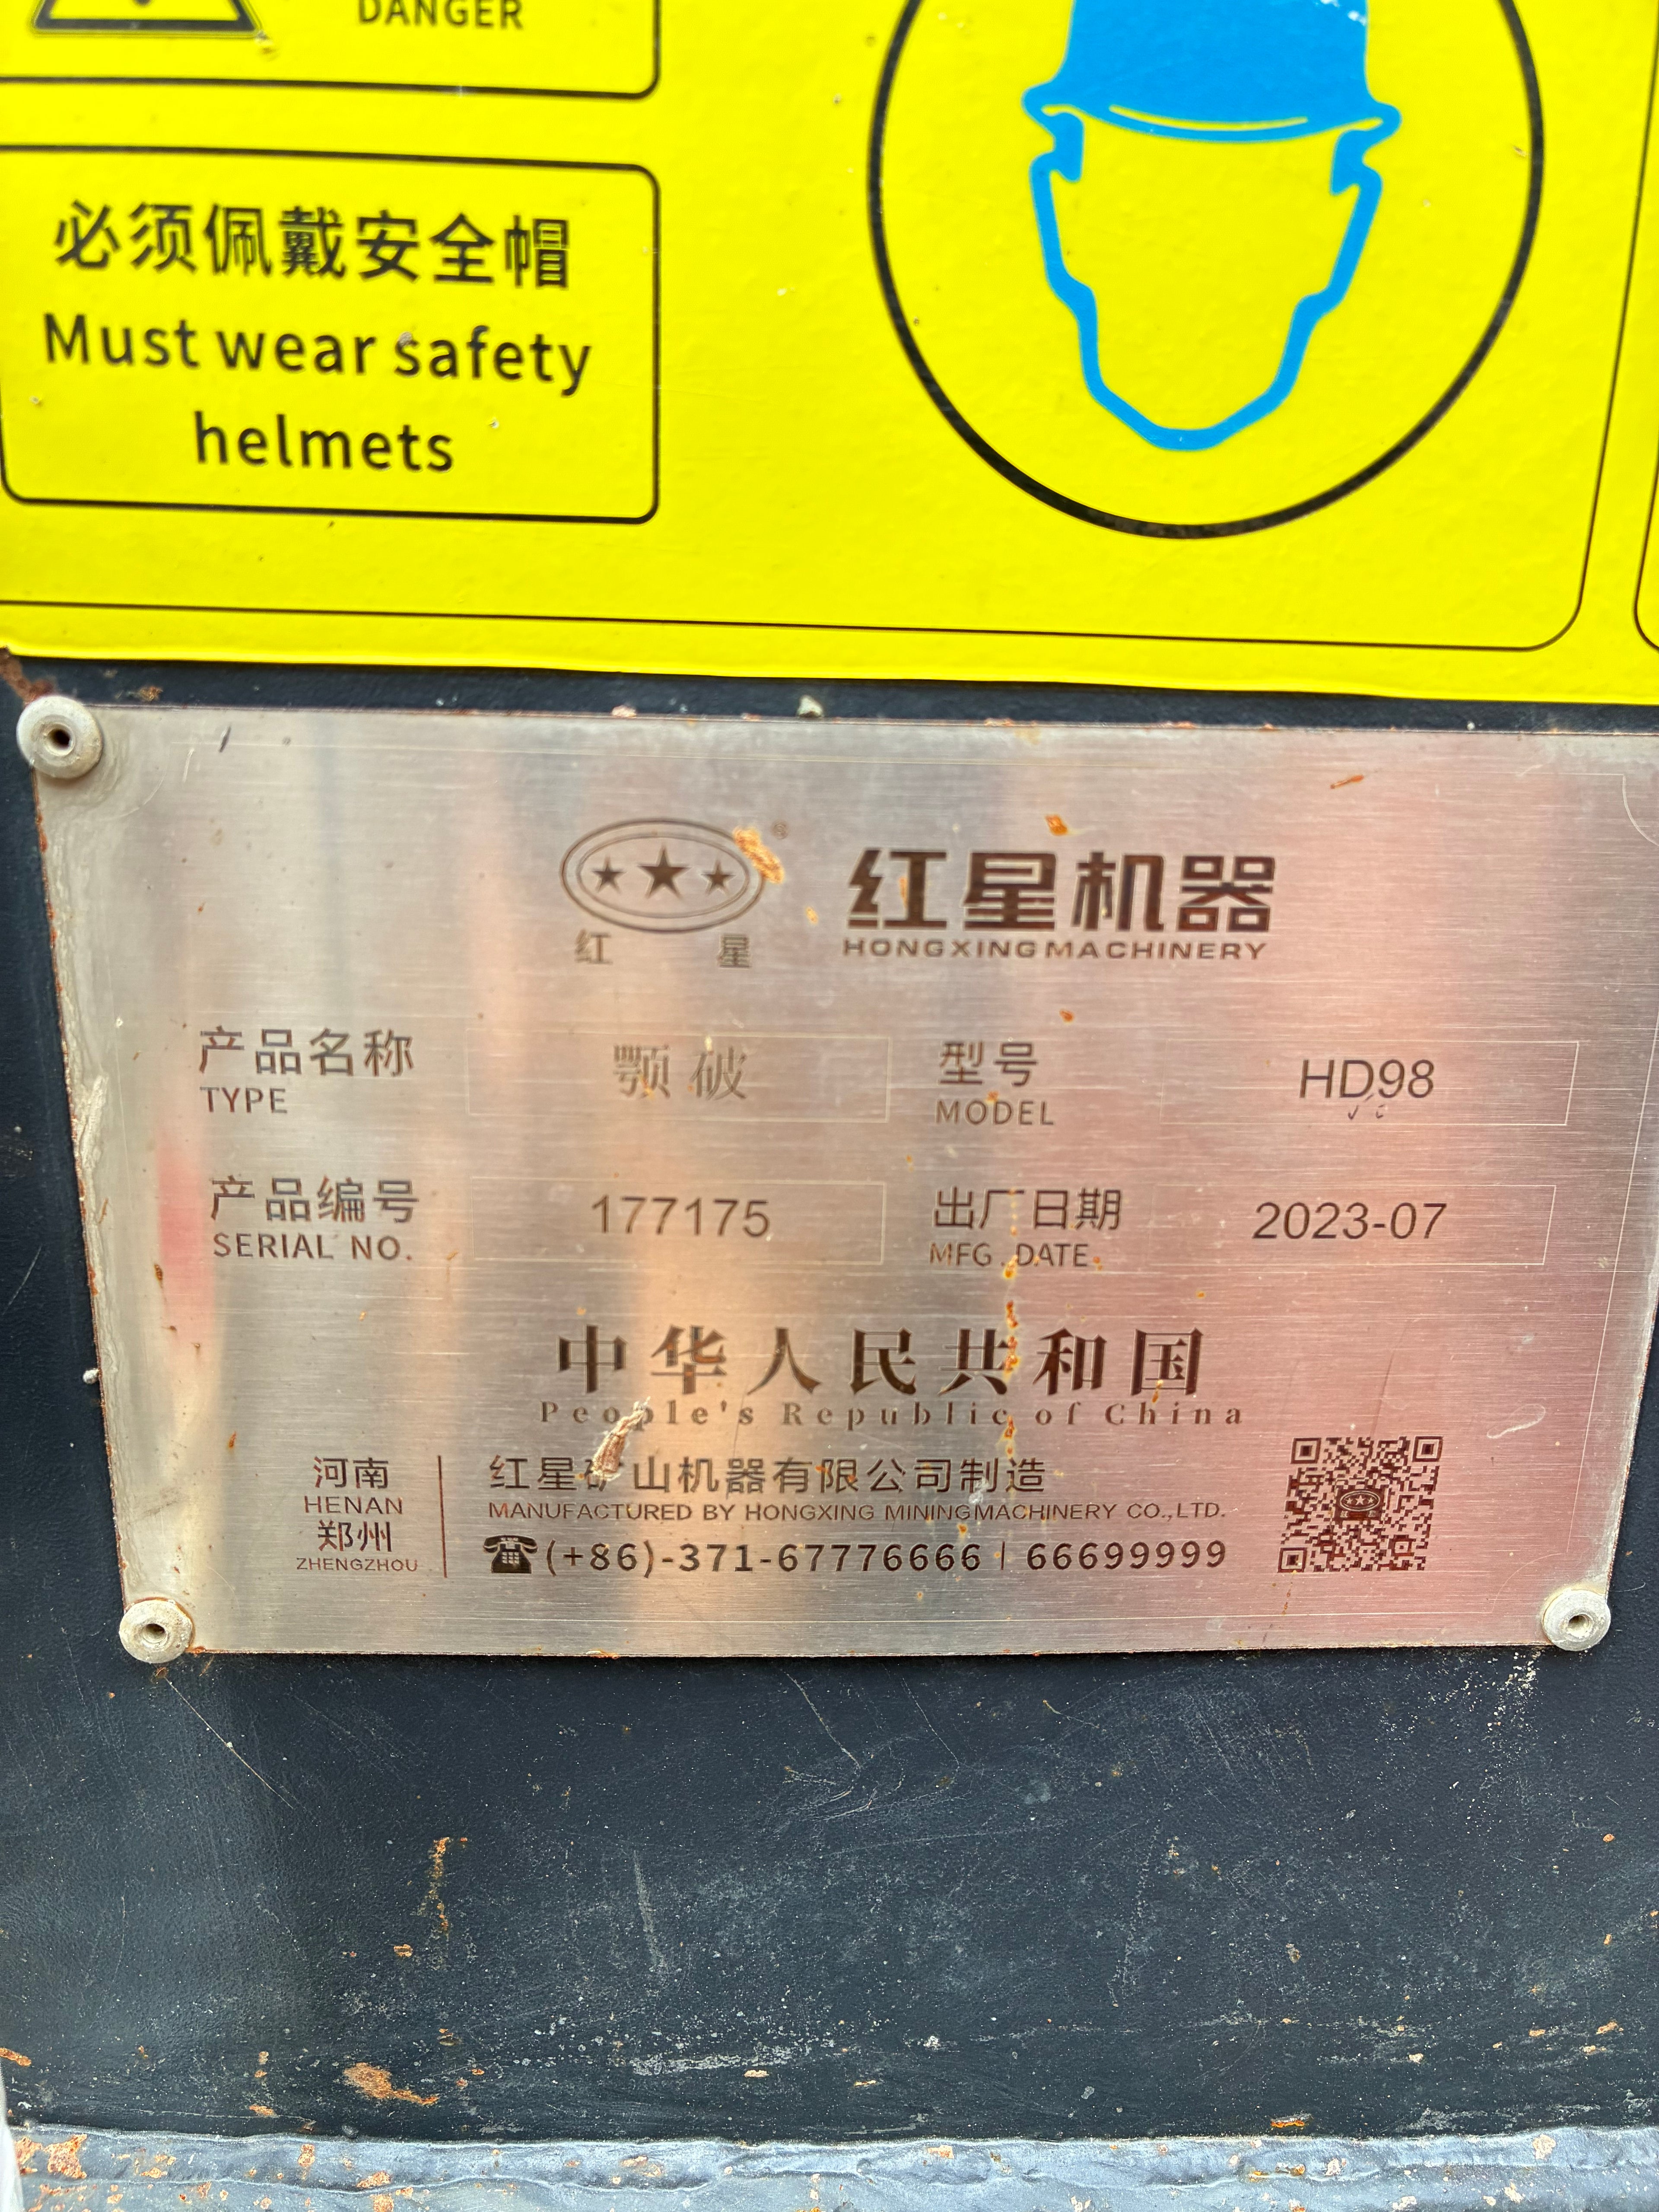 DANGER
必须佩戴安全帽
Must wear safety
helmets
®
红 星
红星机器
HONGXING MACHINERY
产品名称 颚破 型号 HD98
TYPE MODEL
产品编号 177175 出厂日期 2023-07
SERIAL NO. MFG.DATE
中华人民共和国
People's Republic of China
河南
HENAN
郑州
ZHENGZHOU
红星矿山机器有限公司制造
MANUFACTURED BY HONGXING MINING MACHINERY CO.,LTD.
(+86)-371-67776666 | 66699999